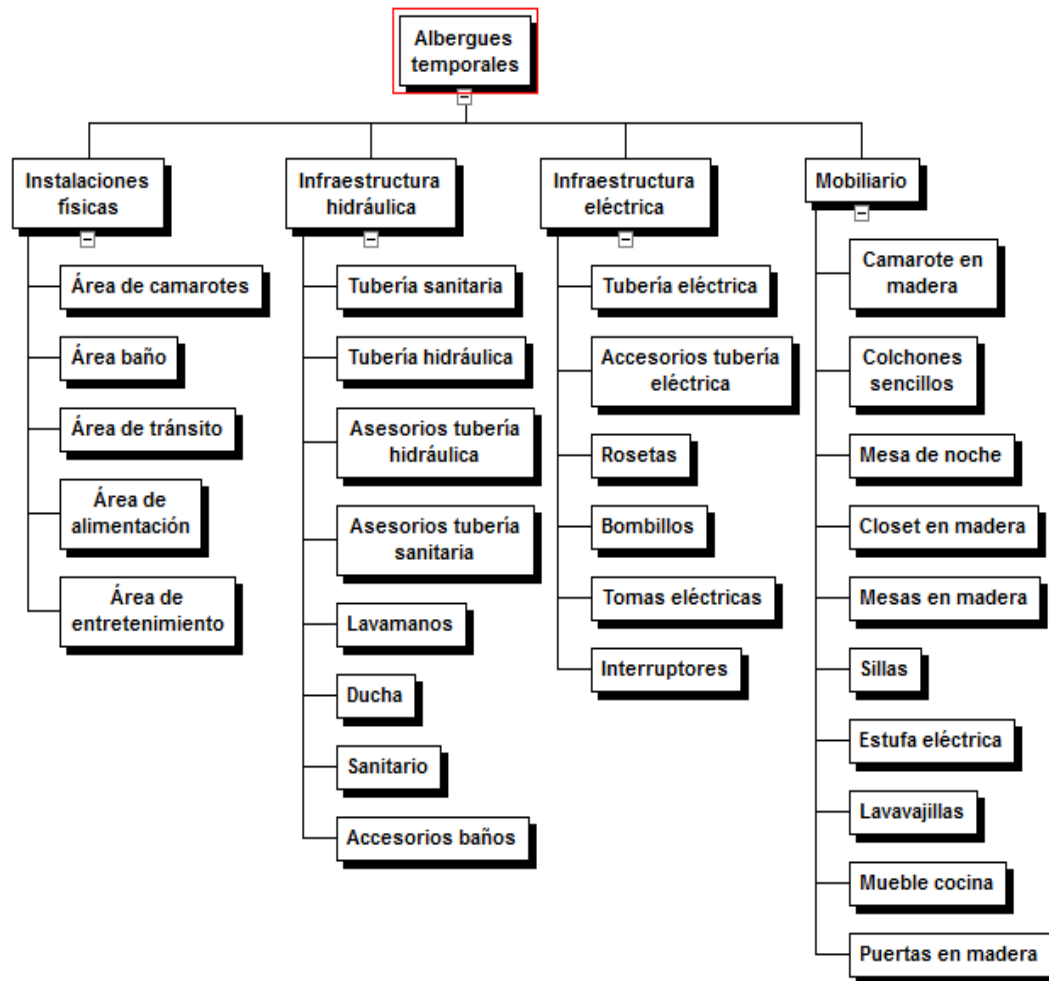 Albergues
temporales
Instalaciones
físicas
Área de camarotes
Área baño
Área de tránsito
Área de
alimentación
Área de
entretenimiento
Infraestructura
hidráulica
Tubería sanitaria
Tubería hidráulica
Asesorios tubería
hidráulica
Asesorios tubería
sanitaria
Lavamanos
Ducha
Sanitario
Accesorios baños
Infraestructura
eléctrica
Tubería eléctrica
Accesorios tubería
eléctrica
Rosetas
Bombillos
Tomas eléctricas
Interruptores
Mobiliario
Camarote en
madera
Colchones
sencillos
Mesa de noche
Closet en madera
Mesas en madera
Sillas
Estufa eléctrica
Lavavajillas
Mueble cocina
Puertas en madera